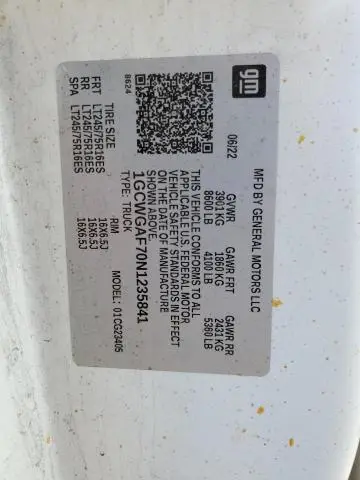 gm
MFD BY GENERAL MOTORS LLC
06/22
GVWR GAWR FRT GAWR RR
3901 KG 1860 KG 2431 KG
8600 LB 4100 LB 5360 LB
THIS VEHICLE CONFORMS TO ALL
APPLICABLE U.S. FEDERAL MOTOR
VEHICLE SAFETY STANDARDS IN EFFECT
ON THE DATE OF MANUFACTURE
SHOWN ABOVE.
1GCWGAF70N1235841
TYPE: TRUCK MODEL: 01CG23405
8624
TIRE SIZE RIM
FRT LT245/75R16ES 16X6.5J
RR LT245/75R16ES 16X6.5J
SPA LT245/75R16ES 16X6.5J